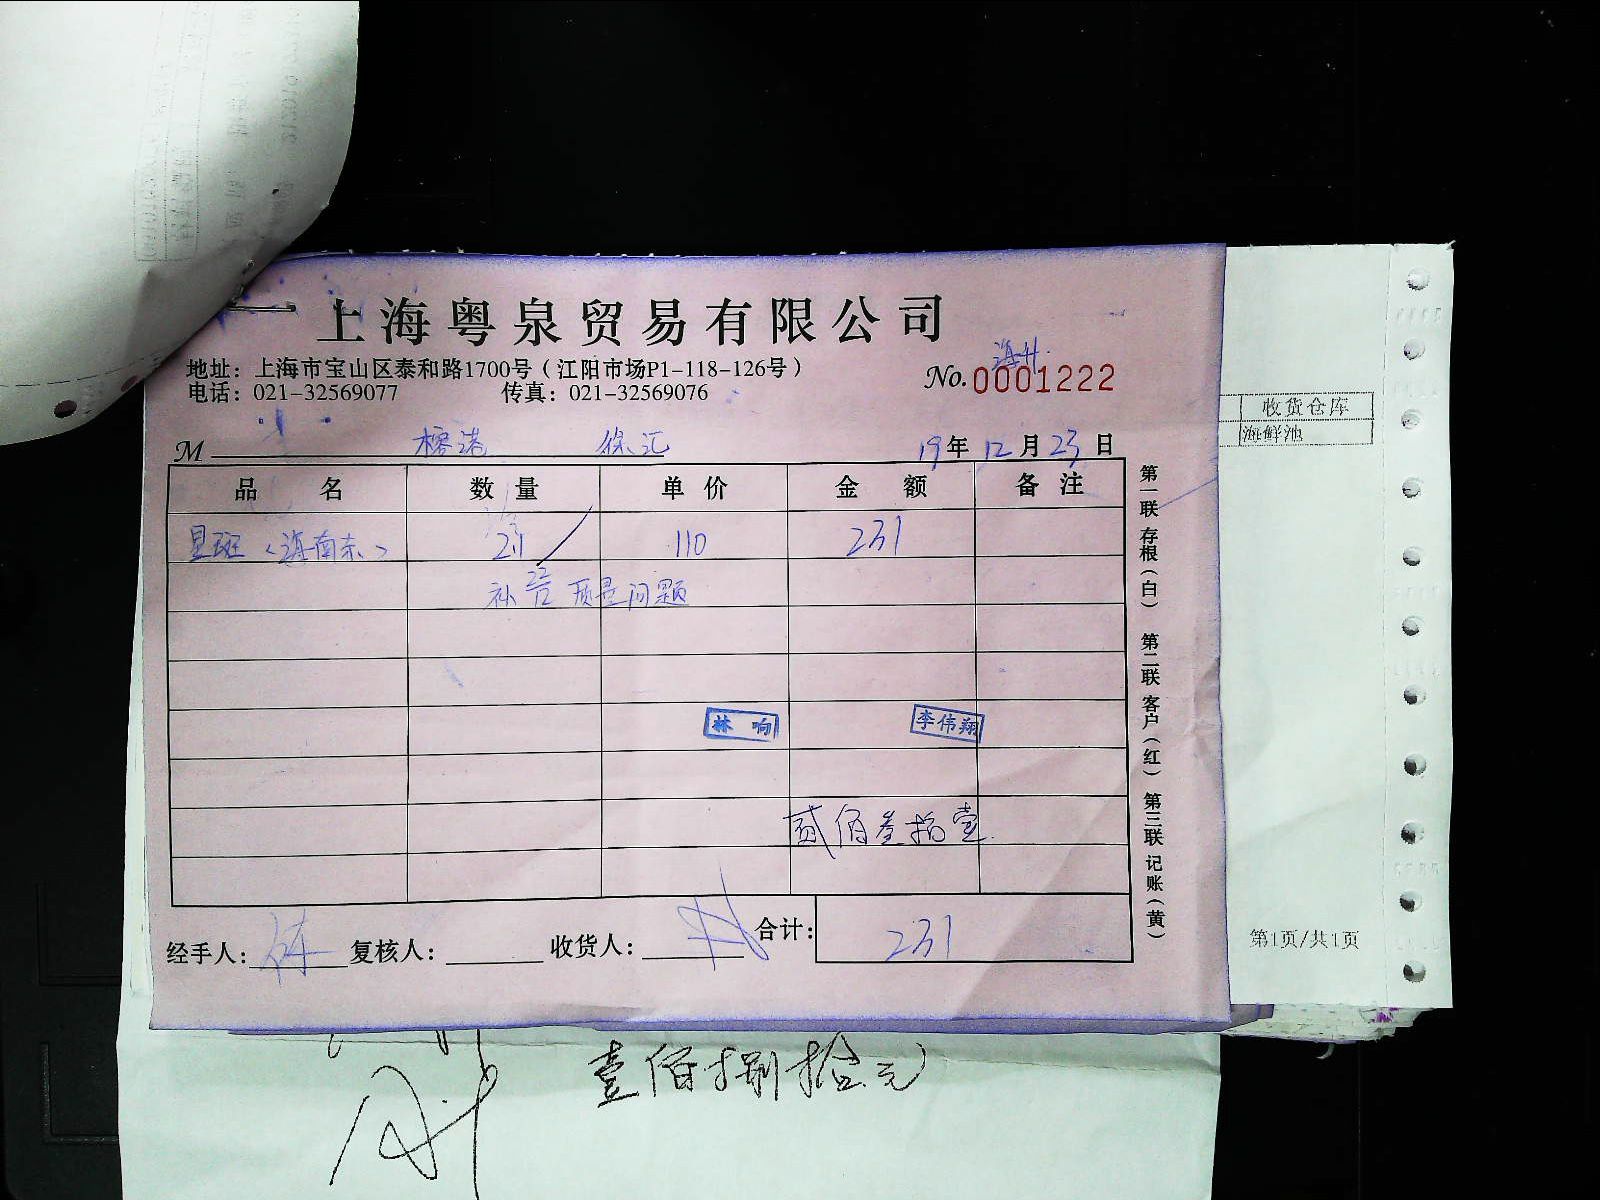 上海粤泉贸易有限公司
地址：上海市宝山区泰和路1700号（江阳市场P1-118-126号）
电话：021-32569077 传真：021-32569076
No. 0001222
M 榕港 徐汇 19年12月23日
品名 数量 单价 金额 备注
星斑（海南东） 2.1 110 231
质量问题
林响 李伟翔
贰佰叁拾壹
经手人： 复核人： 收货人： 合计：231
第一联 存根（白） 第二联 客户（红） 第三联 记账（黄）
收货仓库
海鲜池
第1页/共1页
壹佰捌拾元